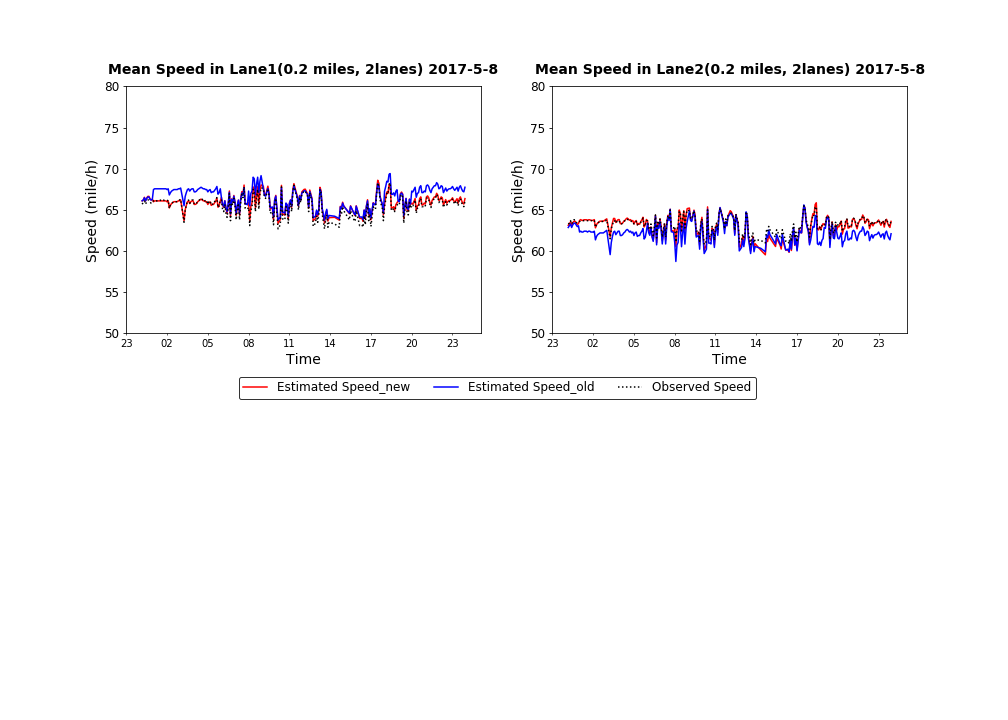 Mean Speed in Lane1(0.2 miles, 2lanes) 2017-5-8
80
75
70
65
60
55
50
Speed (mile/h)
23 02 05 08 11 14 17 20 23
Time
Mean Speed in Lane2(0.2 miles, 2lanes) 2017-5-8
80
75
70
65
60
55
50
Speed (mile/h)
23 02 05 08 11 14 17 20 23
Time
Estimated Speed_new Estimated Speed_old Observed Speed